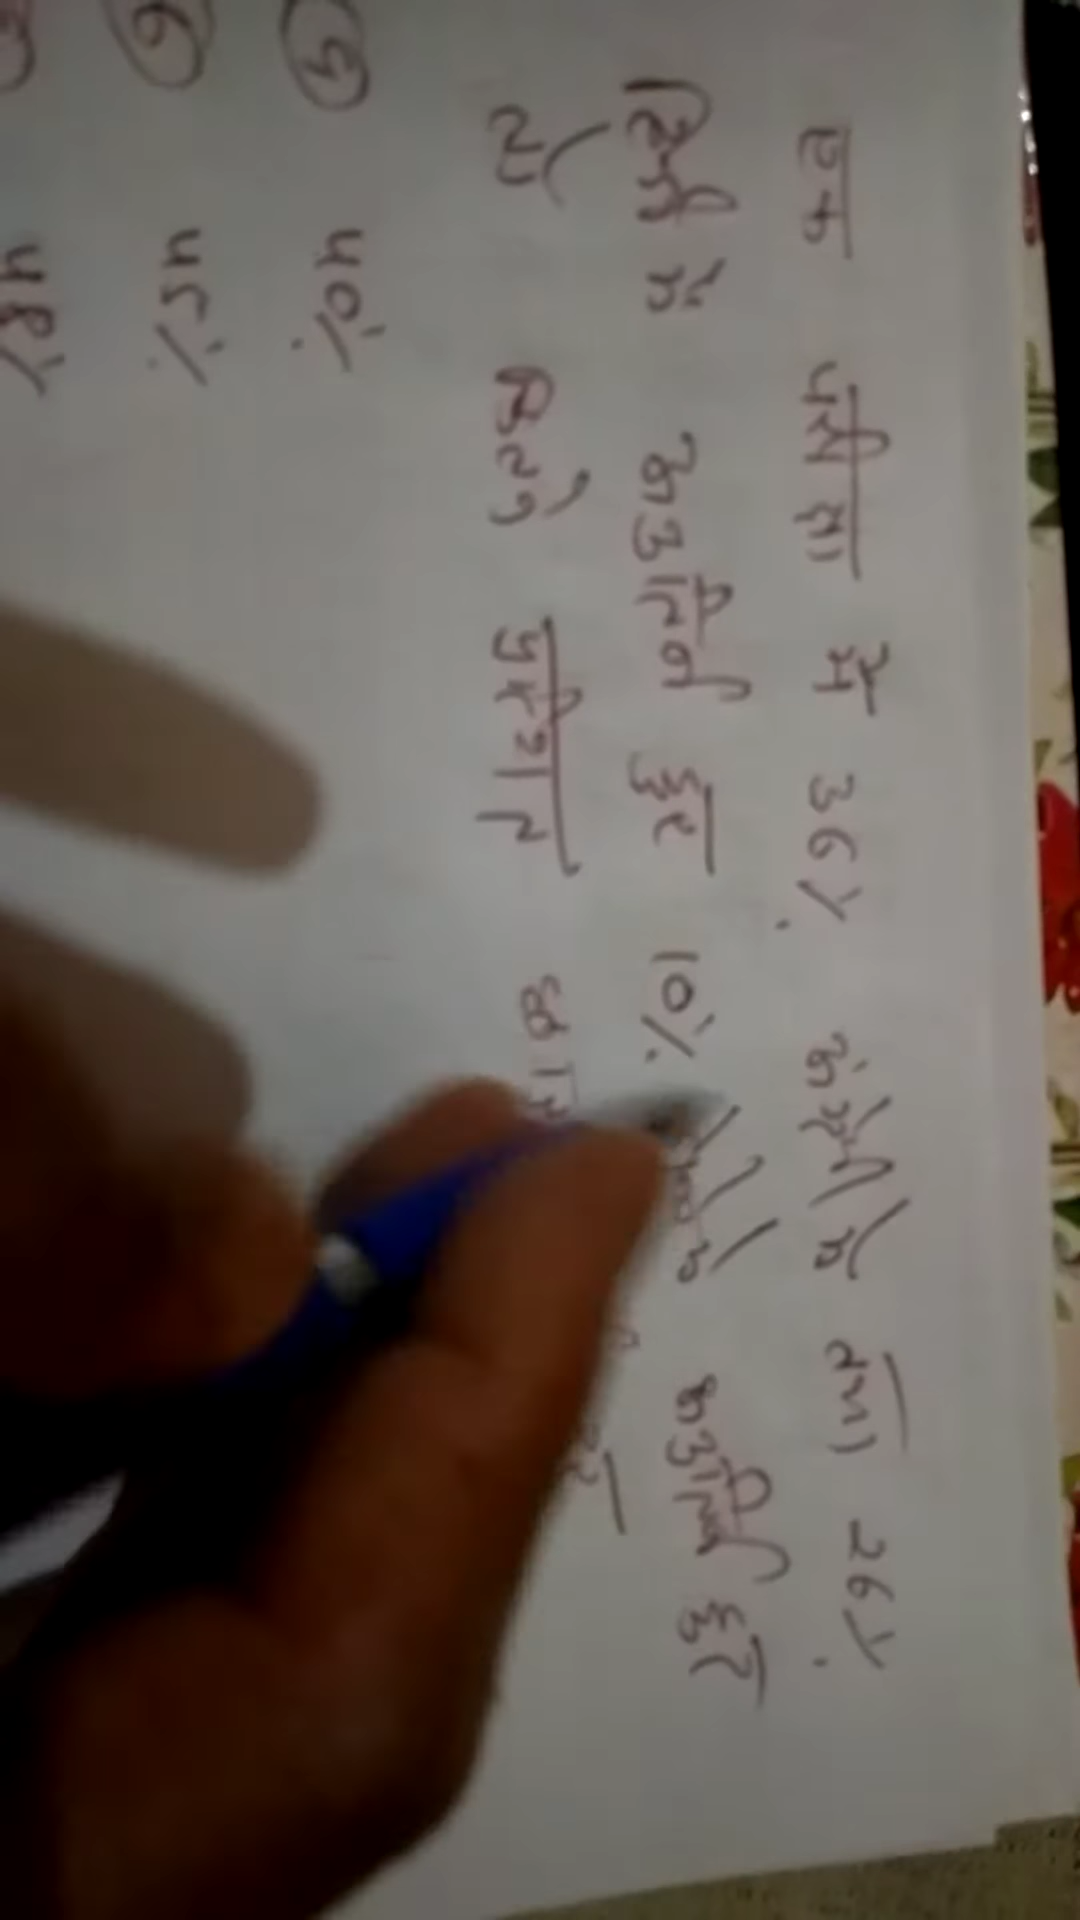 एक परीक्षा में 36% अंग्रेजी में तथा 26%
हिन्दी में अनुत्तीर्ण हुए 10% दोनों में अनुत्तीर्ण हुए
तो कितने प्रतिशत
40%
45%
48%